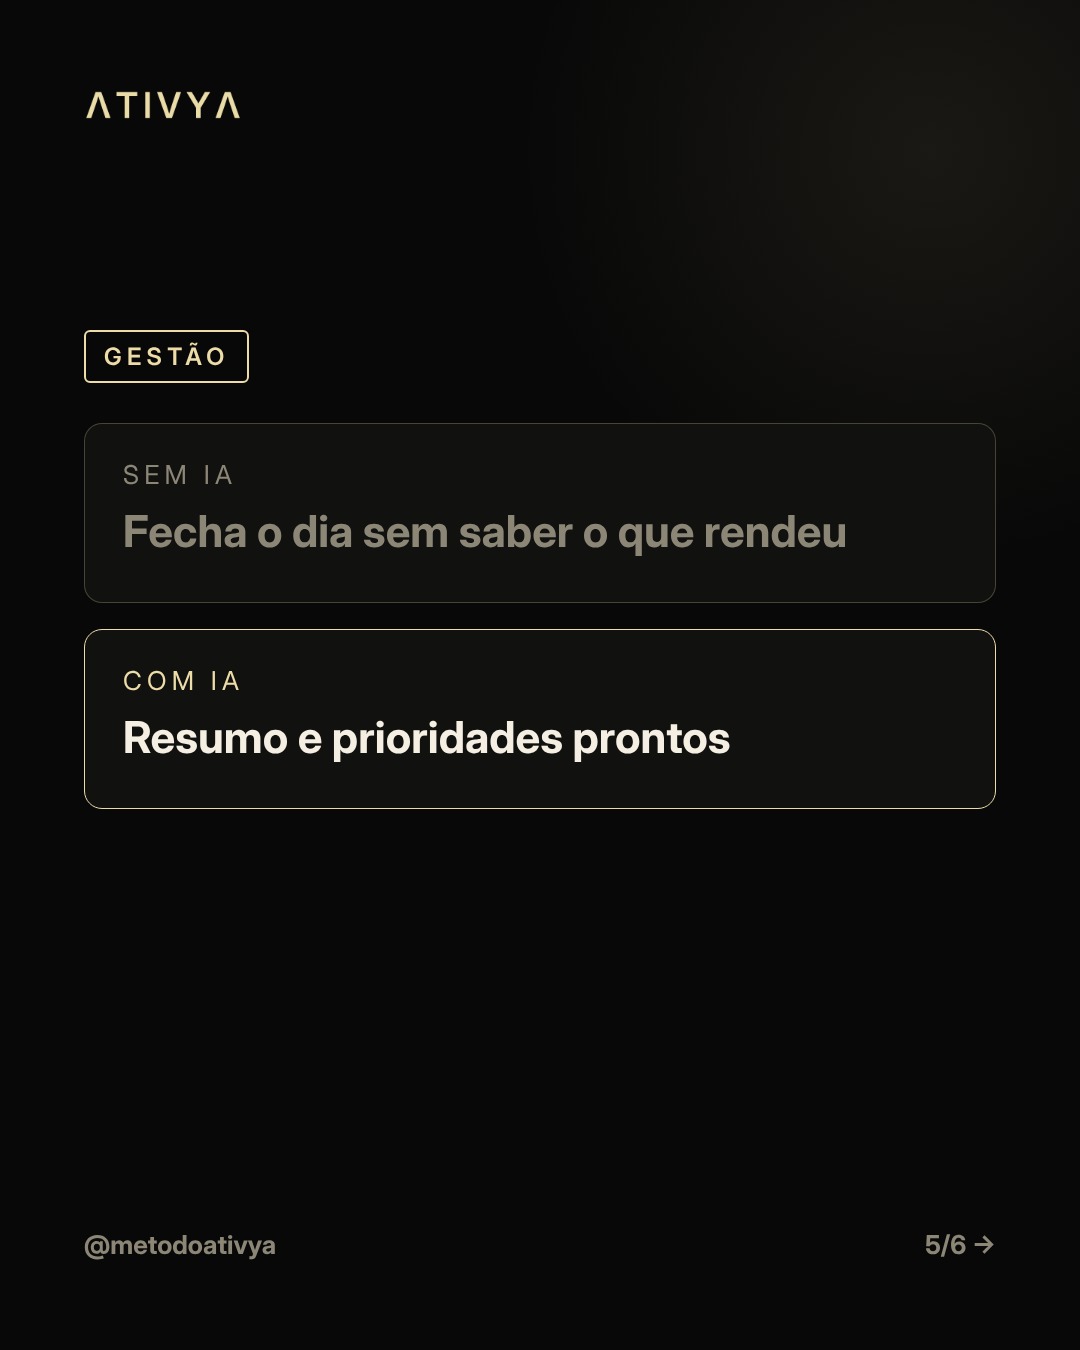 ATIVYA
GESTÃO
SEM IA
Fecha o dia sem saber o que rendeu
COM IA
Resumo e prioridades prontos
@metodoativya
5/6 →